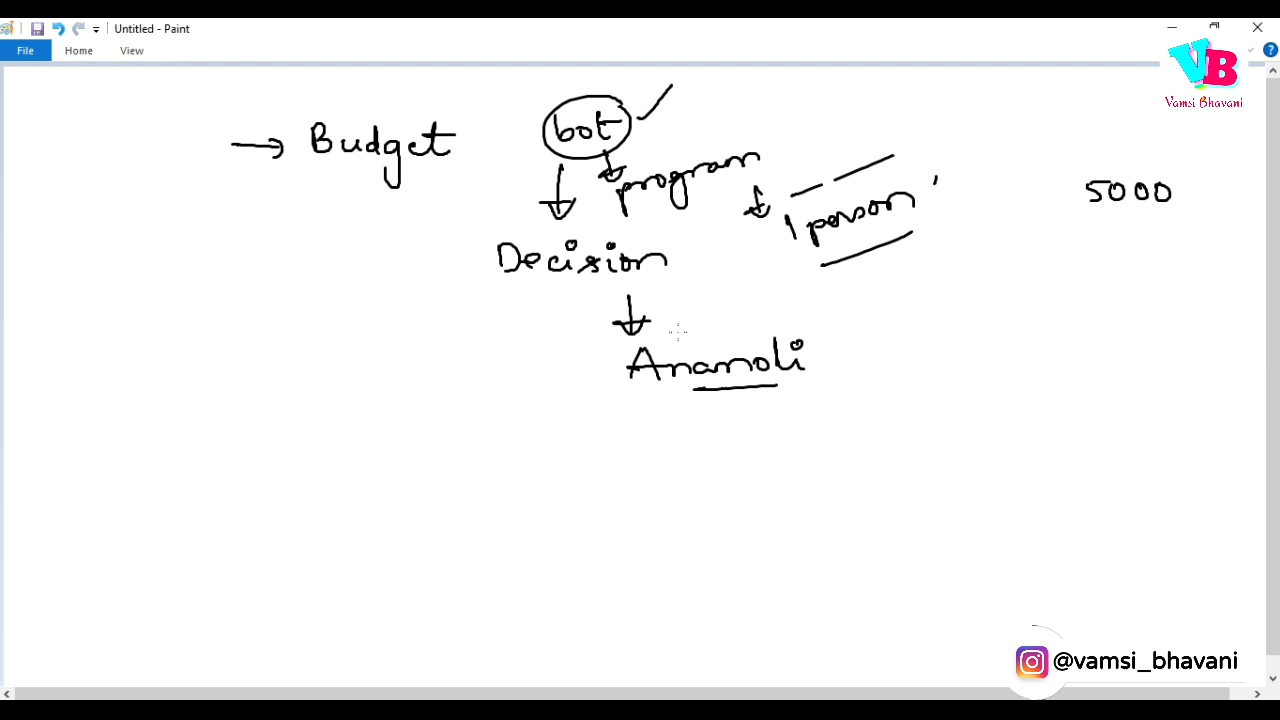 Untitled - Paint
File Home View
VB
Vamsi Bhavani
→ Budget
bot
program
1 person
5000
Decision
Anamoli
@vamsi_bhavani